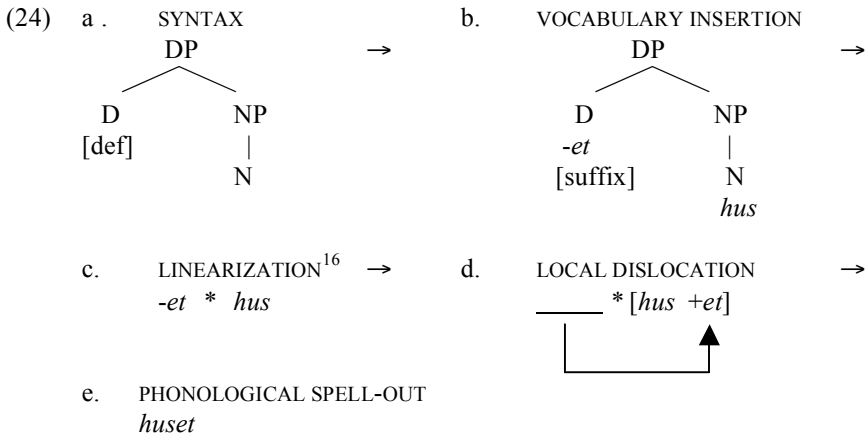 (24) a . SYNTAX → b. VOCABULARY INSERTION →
DP DP
D NP D NP
[def] | -et |
N [suffix] N
hus
c. LINEARIZATION16 → d. LOCAL DISLOCATION →
-et * hus ____ * [hus +et]
e. PHONOLOGICAL SPELL-OUT
huset